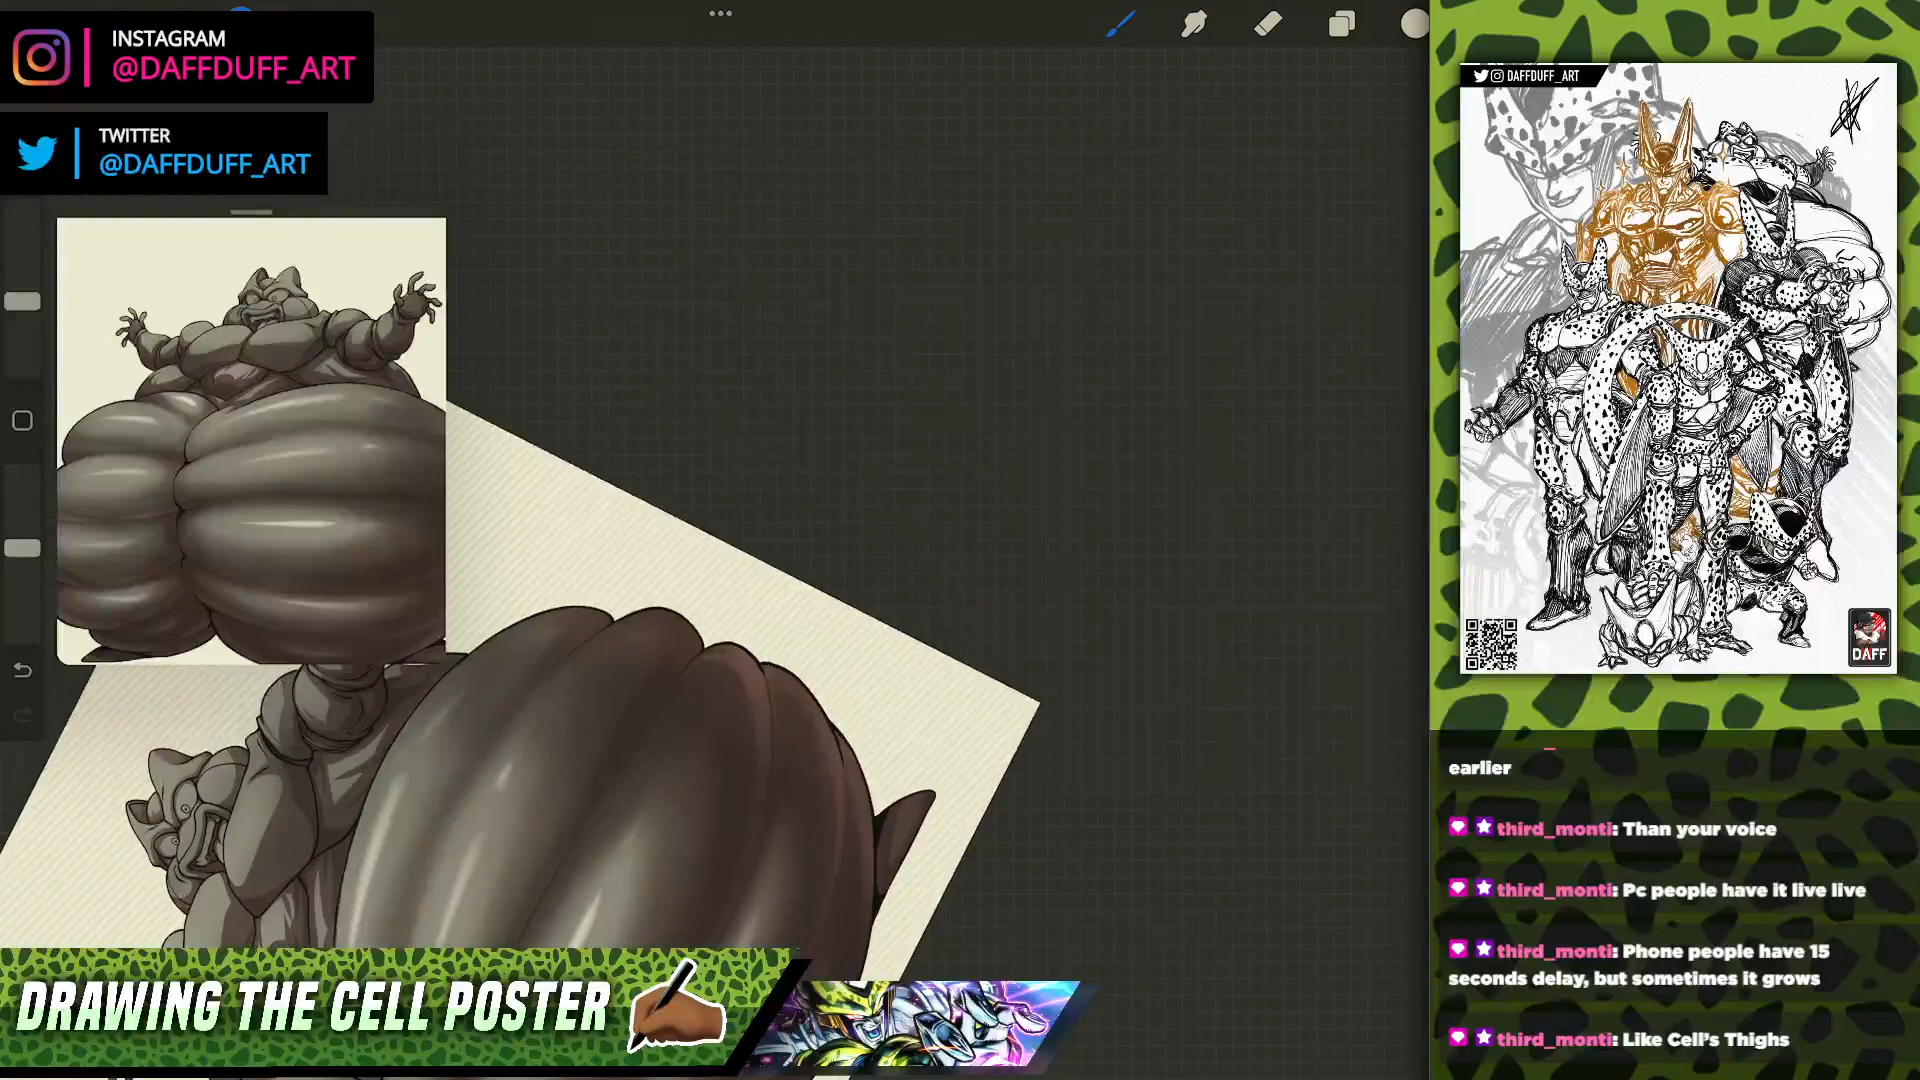 INSTAGRAM
@DAFFDUFF_ART
TWITTER
@DAFFDUFF_ART
DAFFDUFF_ART
DAFF
earlier
third_monti: Than your voice
third_monti: Pc people have it live live
third_monti: Phone people have 15
seconds delay, but sometimes it grows
third_monti: Like Cell's Thighs
DRAWING THE CELL POSTER